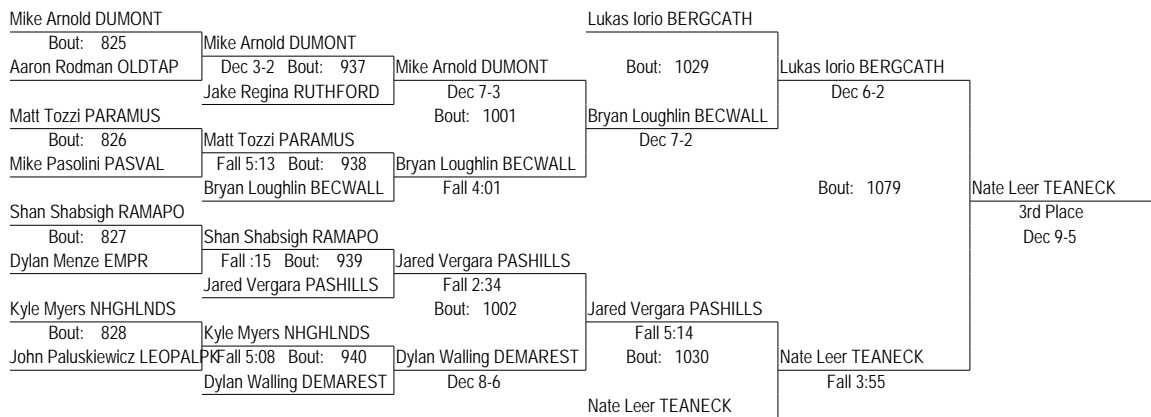 Mike Arnold DUMONT
Bout: 825
Aaron Rodman OLDTAP
Matt Tozzi PARAMUS
Bout: 826
Mike Pasolini PASVAL
Shan Shabsigh RAMAPO
Bout: 827
Dylan Menze EMPR
Kyle Myers NHGHLNDS
Bout: 828
John Paluskiewicz LEOPALPK
Mike Arnold DUMONT
Dec 3-2 Bout: 937
Jake Regina RUTHFORD
Matt Tozzi PARAMUS
Fall 5:13 Bout: 938
Bryan Loughlin BECWALL
Shan Shabsigh RAMAPO
Fall :15 Bout: 939
Jared Vergara PASHILLS
Kyle Myers NHGHLNDS
Fall 5:08 Bout: 940
Dylan Walling DEMAREST
Mike Arnold DUMONT
Dec 7-3
Bout: 1001
Bryan Loughlin BECWALL
Fall 4:01
Jared Vergara PASHILLS
Fall 2:34
Bout: 1002
Dylan Walling DEMAREST
Dec 8-6
Lukas Iorio BERGCATH
Bout: 1029
Bryan Loughlin BECWALL
Dec 7-2
Jared Vergara PASHILLS
Fall 5:14
Bout: 1030
Nate Leer TEANECK
Lukas Iorio BERGCATH
Dec 6-2
Bout: 1079
Nate Leer TEANECK
Fall 3:55
Nate Leer TEANECK
3rd Place
Dec 9-5